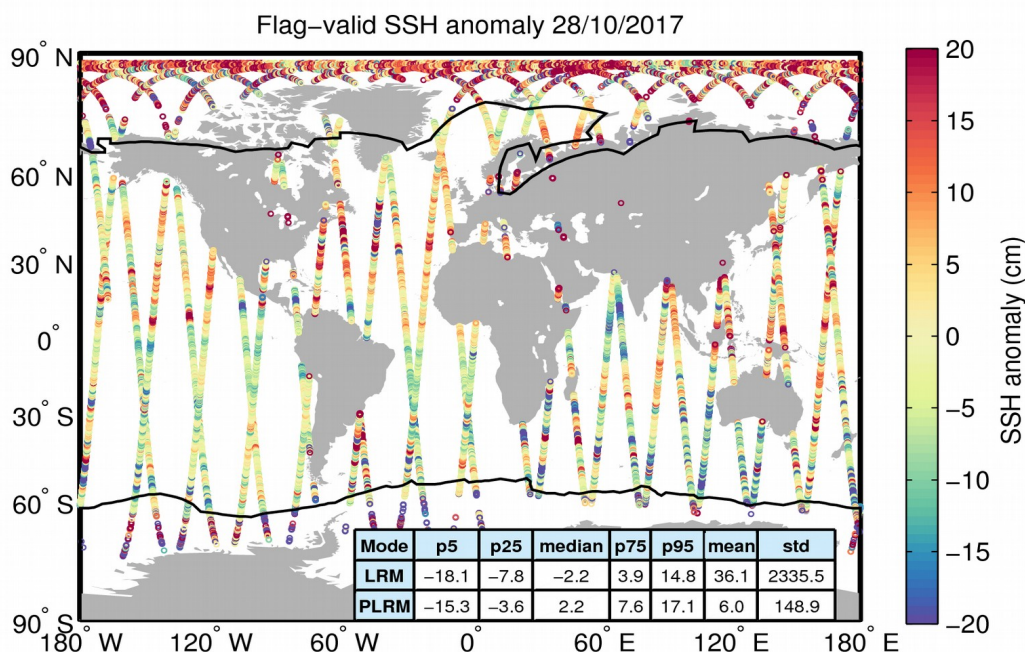 Flag−valid SSH anomaly 28/10/2017
90° N
60° N
30° N
0°
30° S
60° S
90° S
180° W
120° W
60° W
0°
60° E
120° E
180° E
Mode p5 p25 median p75 p95 mean std
LRM −18.1 −7.8 −2.2 3.9 14.8 36.1 2335.5
PLRM −15.3 −3.6 2.2 7.6 17.1 6.0 148.9
20
15
10
5
0
−5
−10
−15
−20
SSH anomaly (cm)